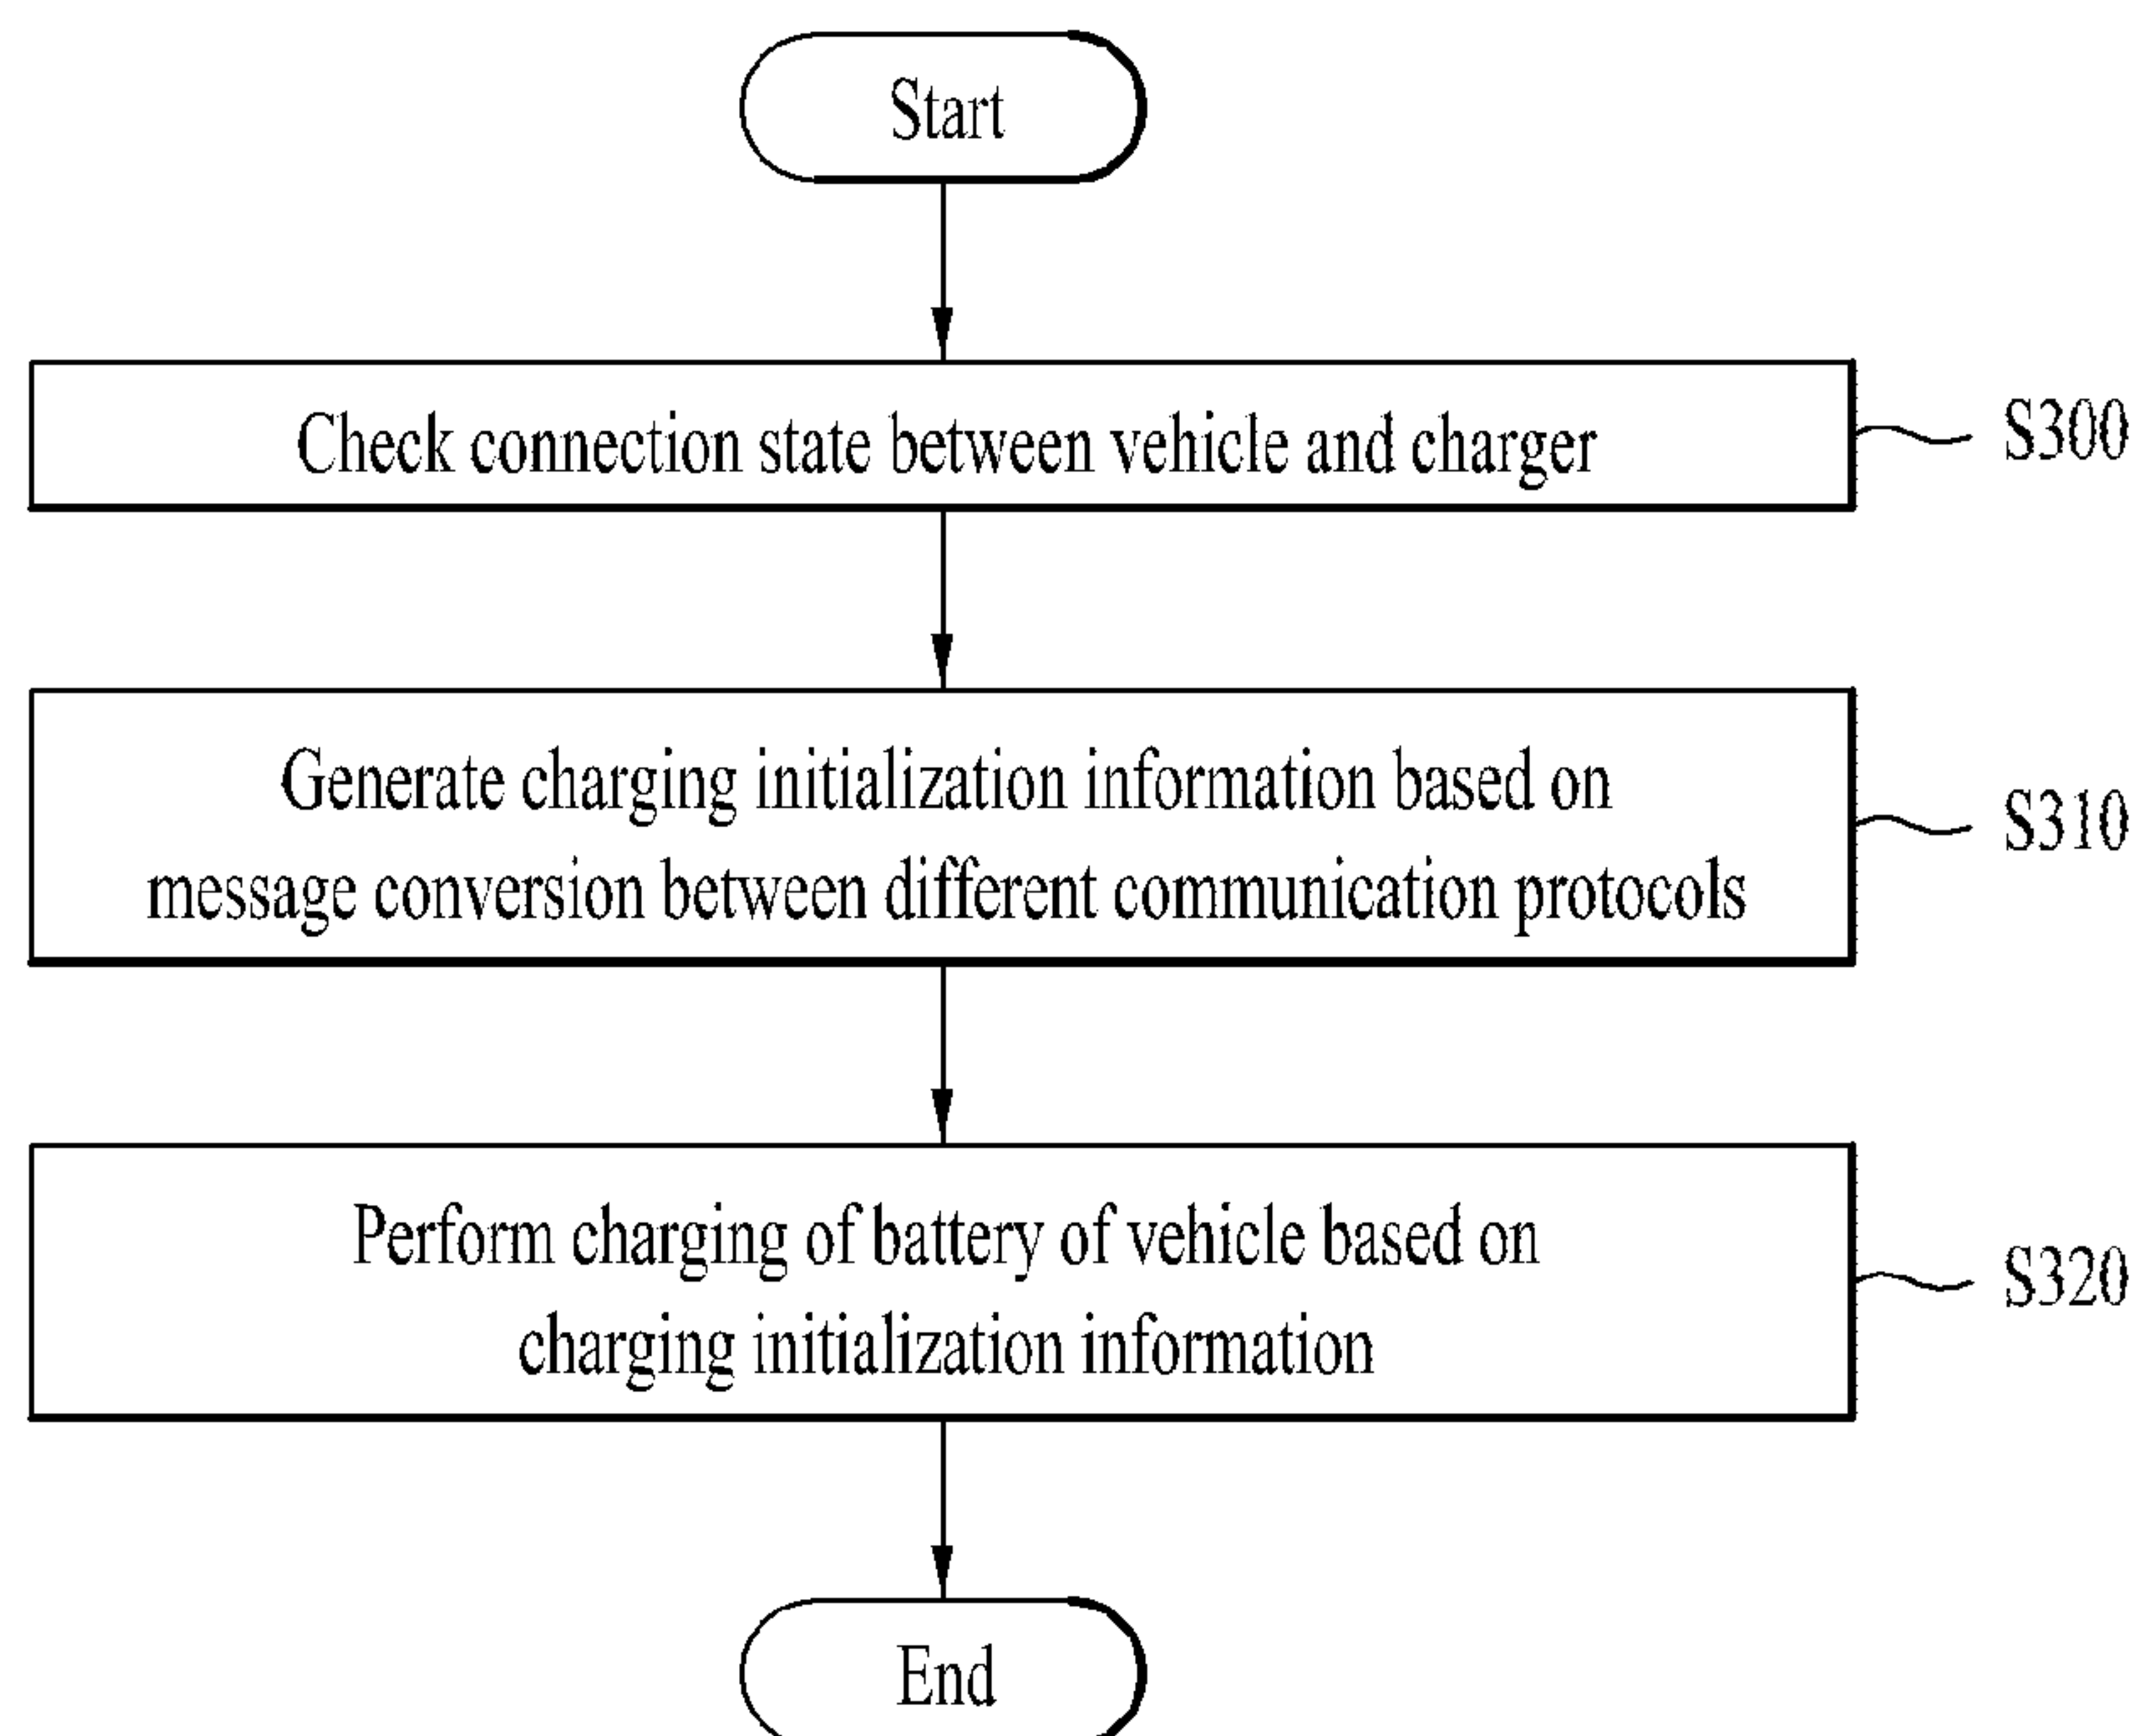 Start
Check connection state between vehicle and charger
S300
Generate charging initialization information based on
message conversion between different communication protocols
S310
Perform charging of battery of vehicle based on
charging initialization information
S320
End